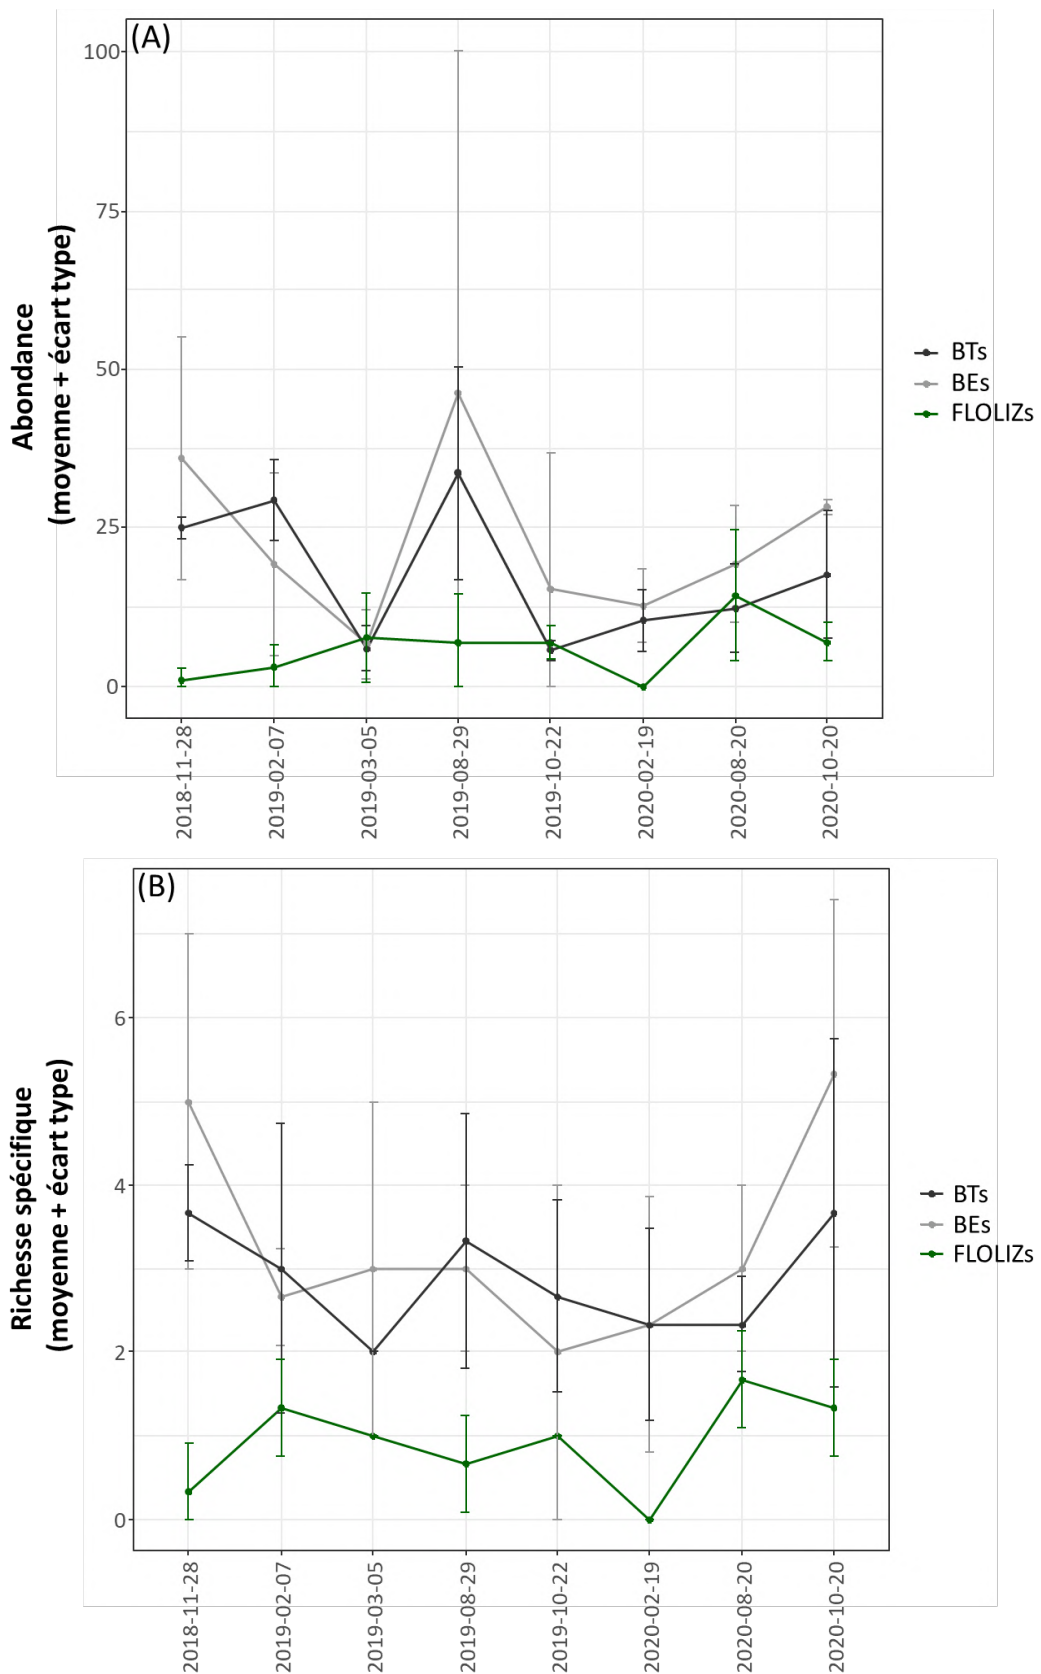 (A)
100
75
50
25
0
Abondance
(moyenne + écart type)
BTs
BEs
FLOLIZs
2018-11-28
2019-02-07
2019-03-05
2019-08-29
2019-10-22
2020-02-19
2020-08-20
2020-10-20
(B)
6
4
2
0
Richesse spécifique
(moyenne + écart type)
BTs
BEs
FLOLIZs
2018-11-28
2019-02-07
2019-03-05
2019-08-29
2019-10-22
2020-02-19
2020-08-20
2020-10-20